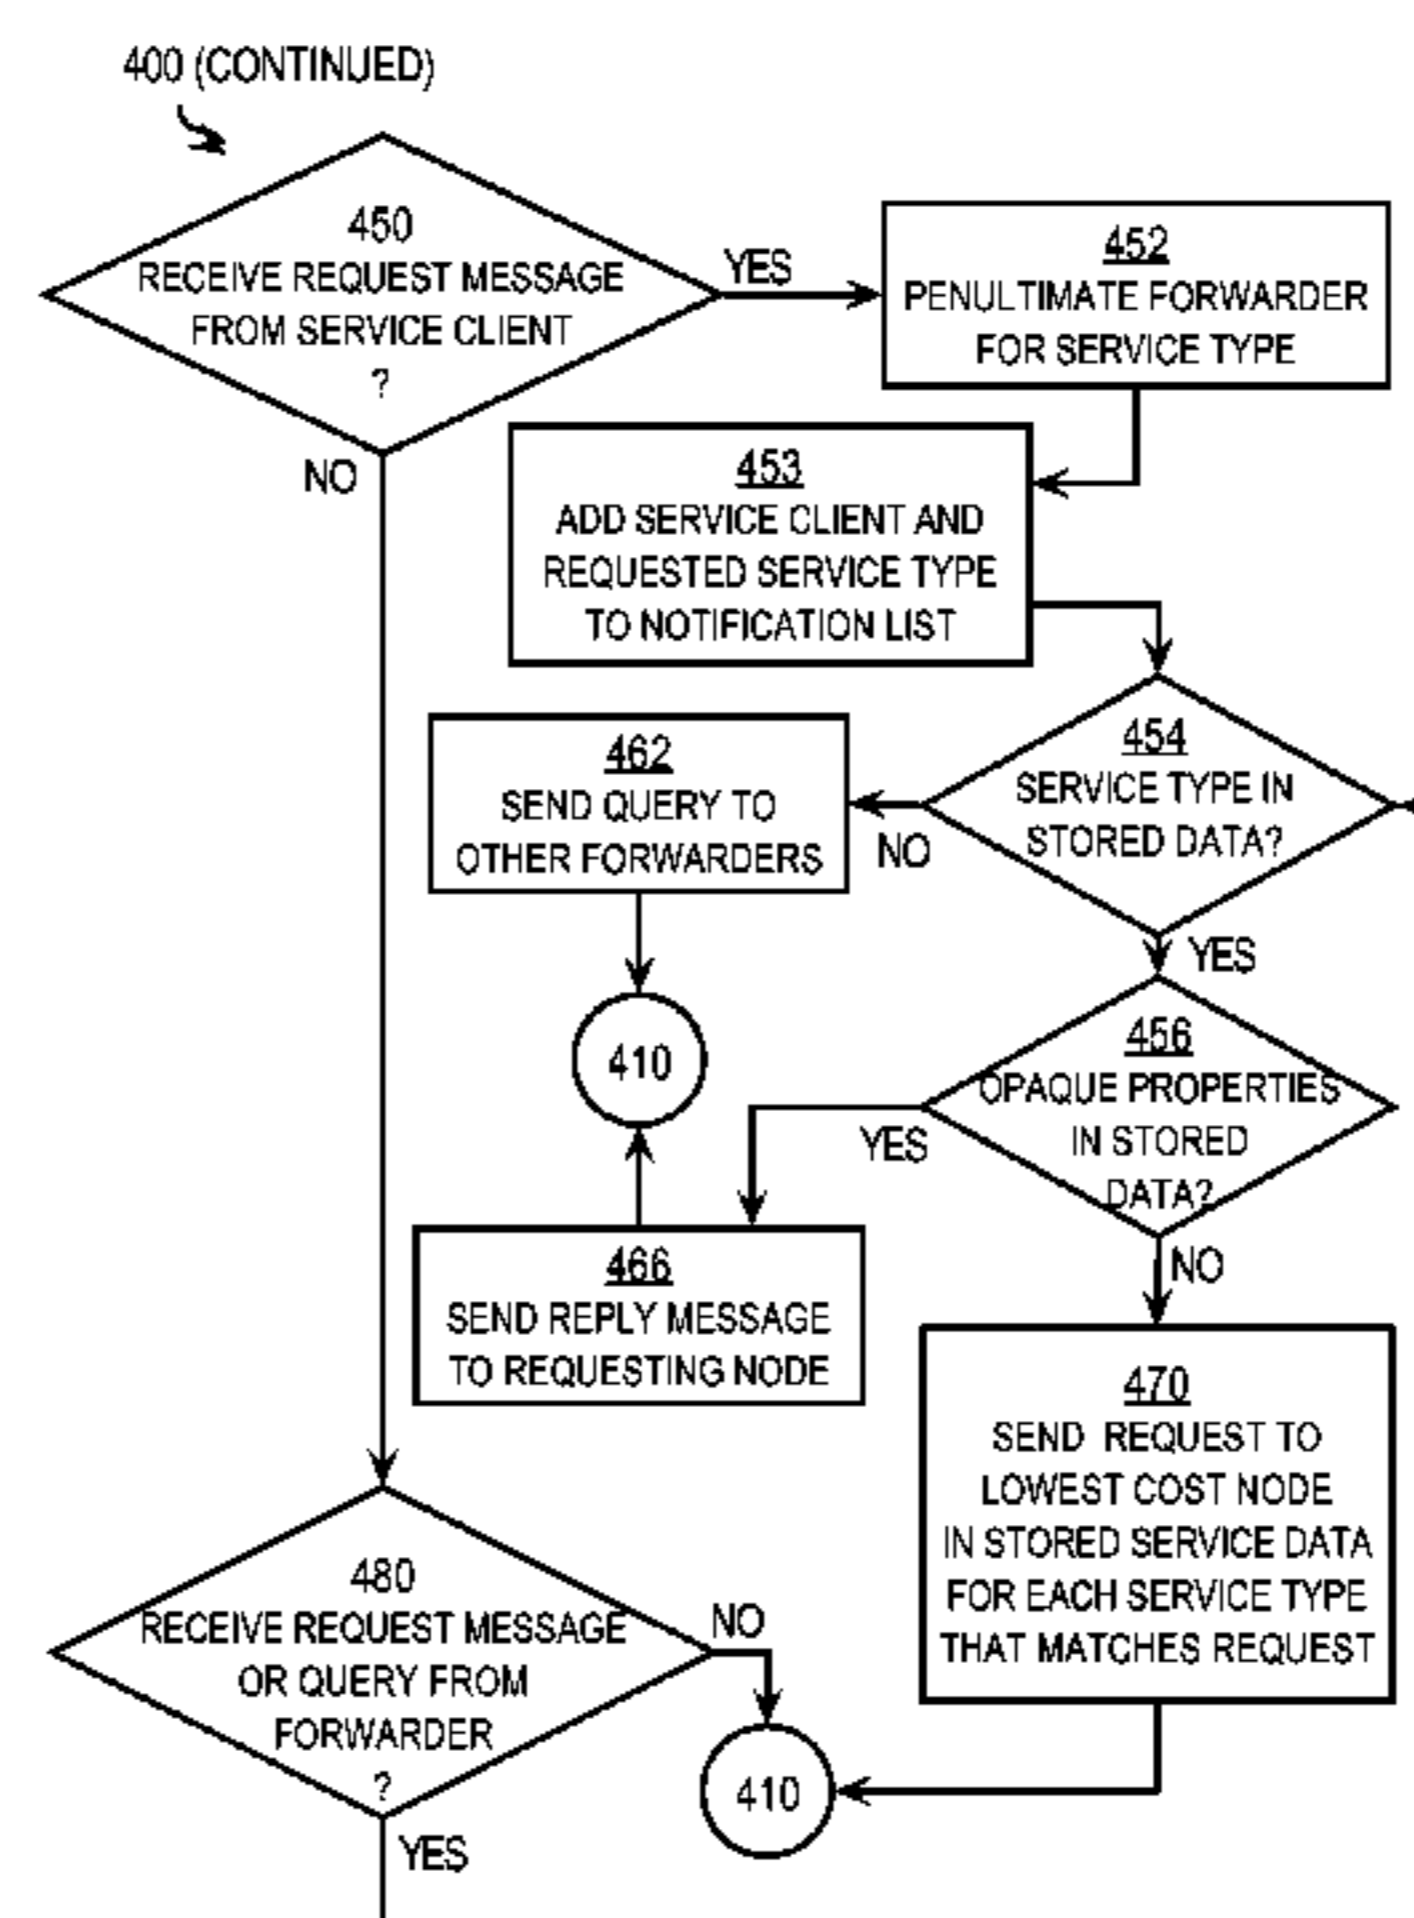 400 (CONTINUED)
450
RECEIVE REQUEST MESSAGE
FROM SERVICE CLIENT
?
YES
NO
452
PENULTIMATE FORWARDER
FOR SERVICE TYPE
453
ADD SERVICE CLIENT AND
REQUESTED SERVICE TYPE
TO NOTIFICATION LIST
454
SERVICE TYPE IN
STORED DATA?
NO
YES
462
SEND QUERY TO
OTHER FORWARDERS
410
456
OPAQUE PROPERTIES
IN STORED
DATA?
YES
NO
466
SEND REPLY MESSAGE
TO REQUESTING NODE
470
SEND REQUEST TO
LOWEST COST NODE
IN STORED SERVICE DATA
FOR EACH SERVICE TYPE
THAT MATCHES REQUEST
480
RECEIVE REQUEST MESSAGE
OR QUERY FROM
FORWARDER
?
NO
410
YES